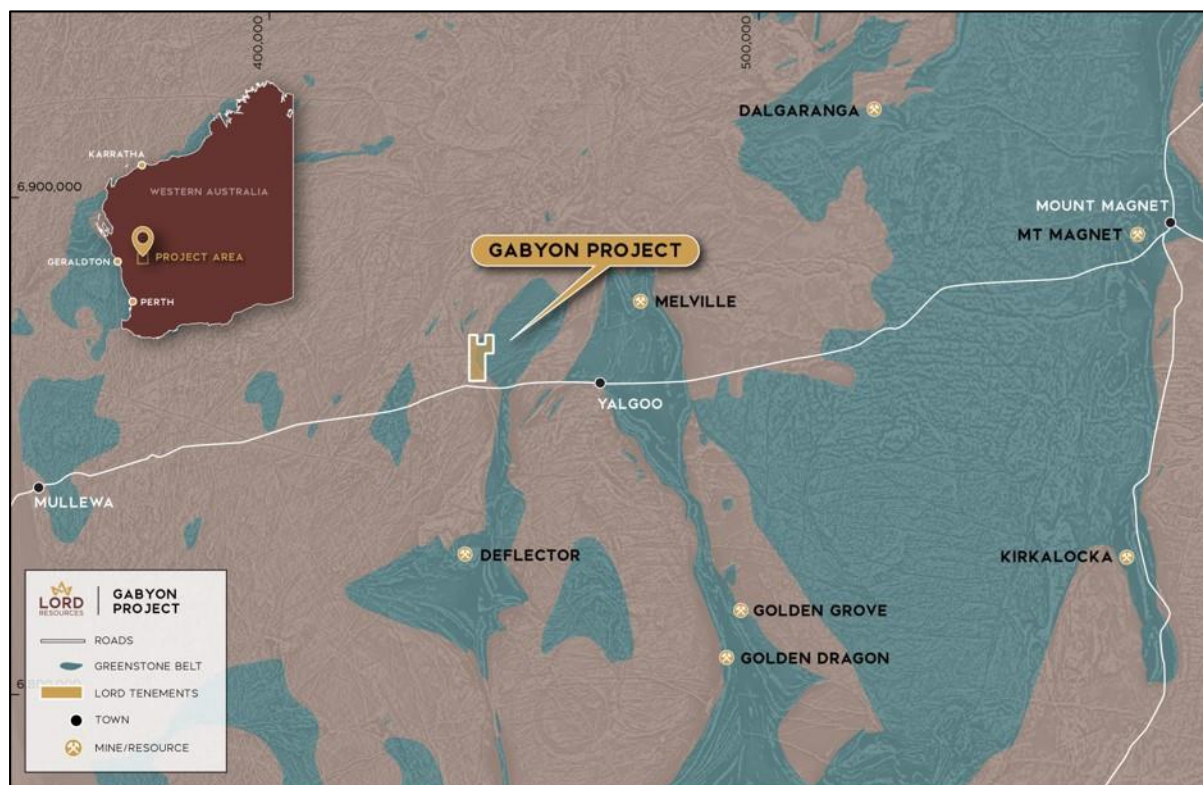 400,000
500,000
6,900,000
KARRATHA
WESTERN AUSTRALIA
GERALDTON
PROJECT AREA
PERTH
DALGARANGA
MOUNT MAGNET
MT MAGNET
GABYON PROJECT
MELVILLE
YALGOO
MULLEWA
DEFLECTOR
KIRKALOCKA
GOLDEN GROVE
GOLDEN DRAGON
LORD
RESOURCES
GABYON
PROJECT
ROADS
GREENSTONE BELT
LORD TENEMENTS
TOWN
MINE/RESOURCE